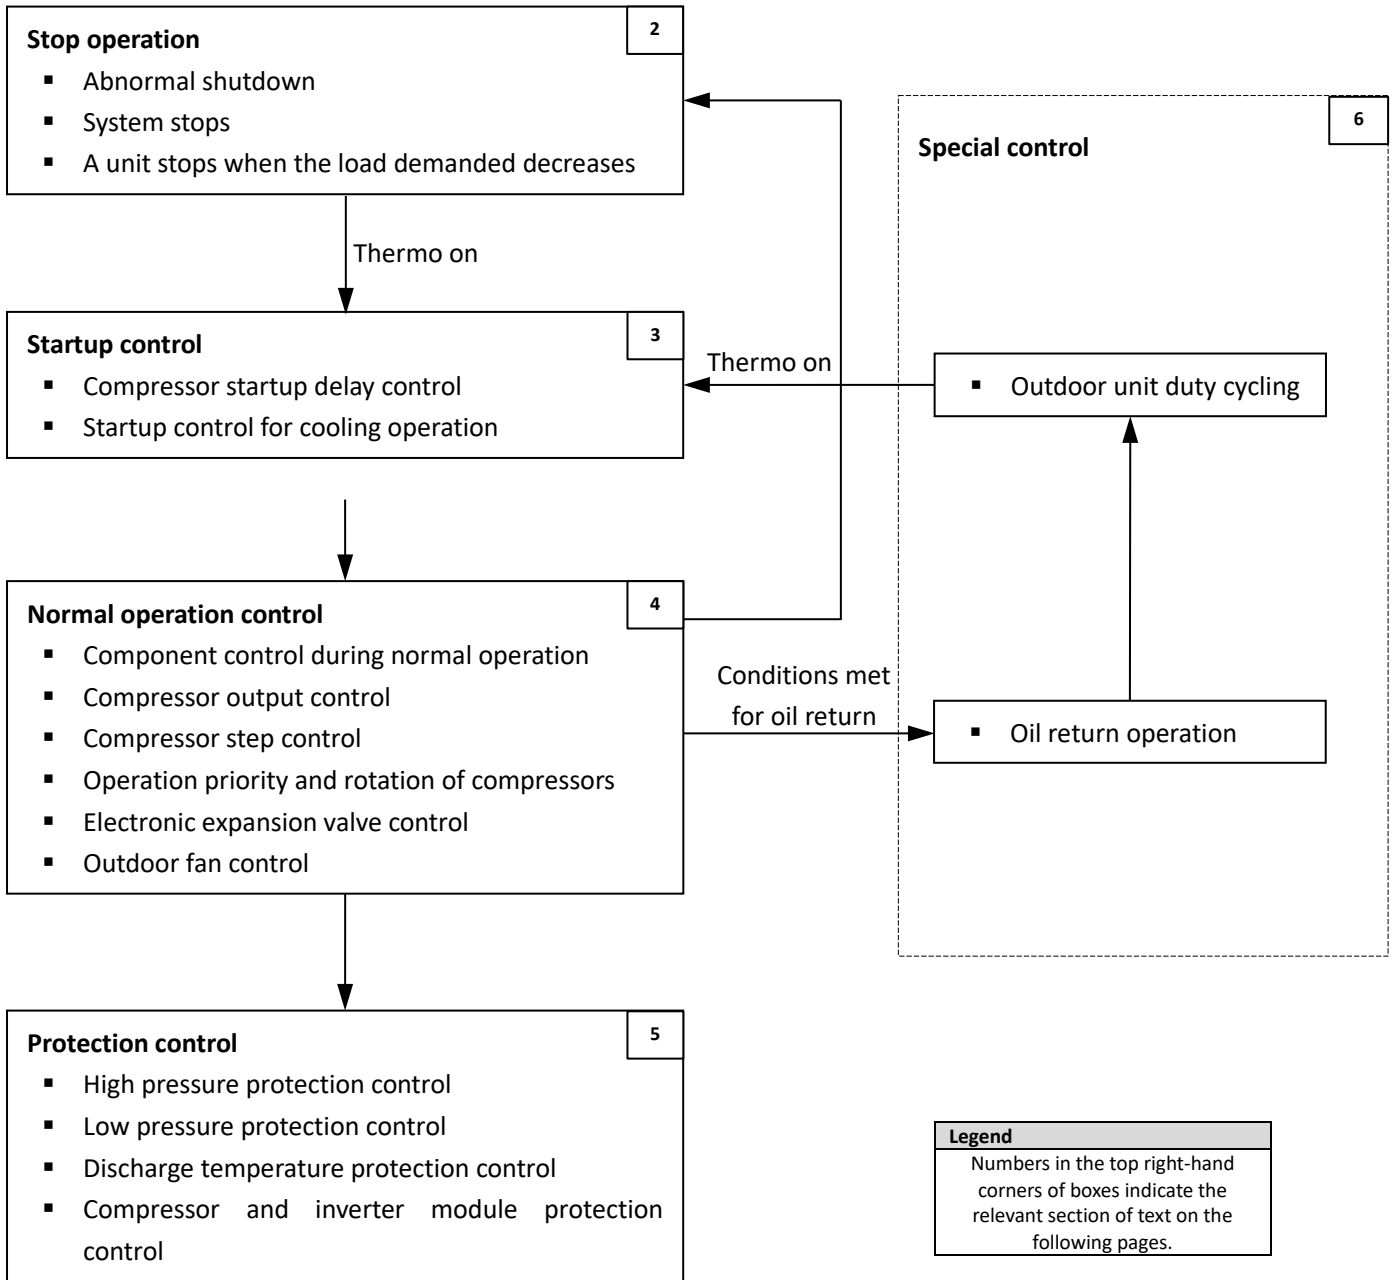 2
Stop operation
▪ Abnormal shutdown
▪ System stops
▪ A unit stops when the load demanded decreases
Thermo on
3
Startup control
▪ Compressor startup delay control
▪ Startup control for cooling operation
4
Normal operation control
▪ Component control during normal operation
▪ Compressor output control
▪ Compressor step control
▪ Operation priority and rotation of compressors
▪ Electronic expansion valve control
▪ Outdoor fan control
5
Protection control
▪ High pressure protection control
▪ Low pressure protection control
▪ Discharge temperature protection control
▪ Compressor and inverter module protection
control
6
Special control
Thermo on
▪ Outdoor unit duty cycling
Conditions met
for oil return
▪ Oil return operation
Legend
Numbers in the top right-hand
corners of boxes indicate the
relevant section of text on the
following pages.